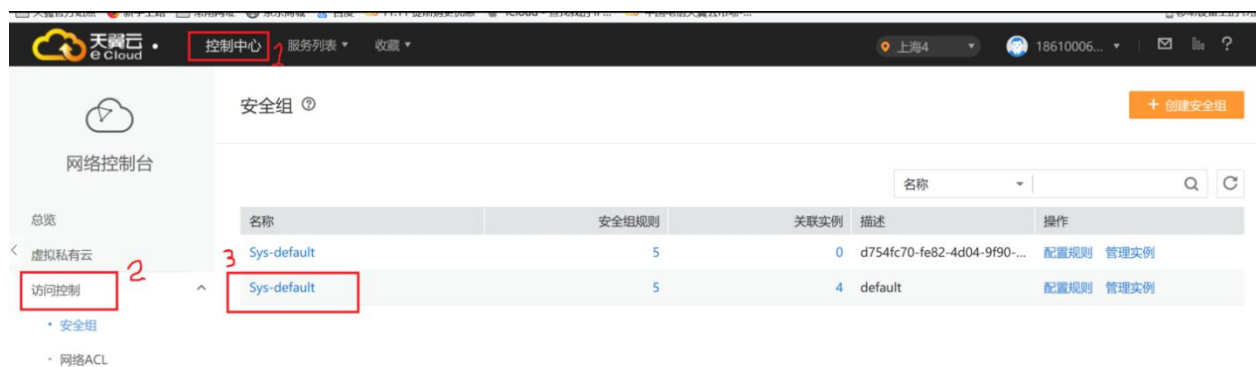 天翼云 e Cloud 控制中心 1 服务列表 收藏 上海4 18610006... ?
安全组 ? + 创建安全组
网络控制台
名称
总览
名称 安全组规则 关联实例 描述 操作
虚拟私有云
3 Sys-default 5 0 d754fc70-fe82-4d04-9f90-... 配置规则 管理实例
2
访问控制
Sys-default 5 4 default 配置规则 管理实例
• 安全组
• 网络ACL